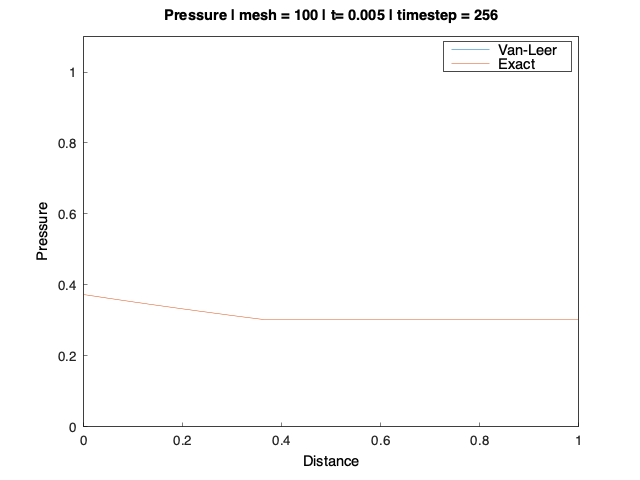 Pressure | mesh = 100 | t= 0.005 | timestep = 256
Van-Leer
Exact
1
0.8
0.6
0.4
0.2
0
Pressure
0 0.2 0.4 0.6 0.8 1
Distance